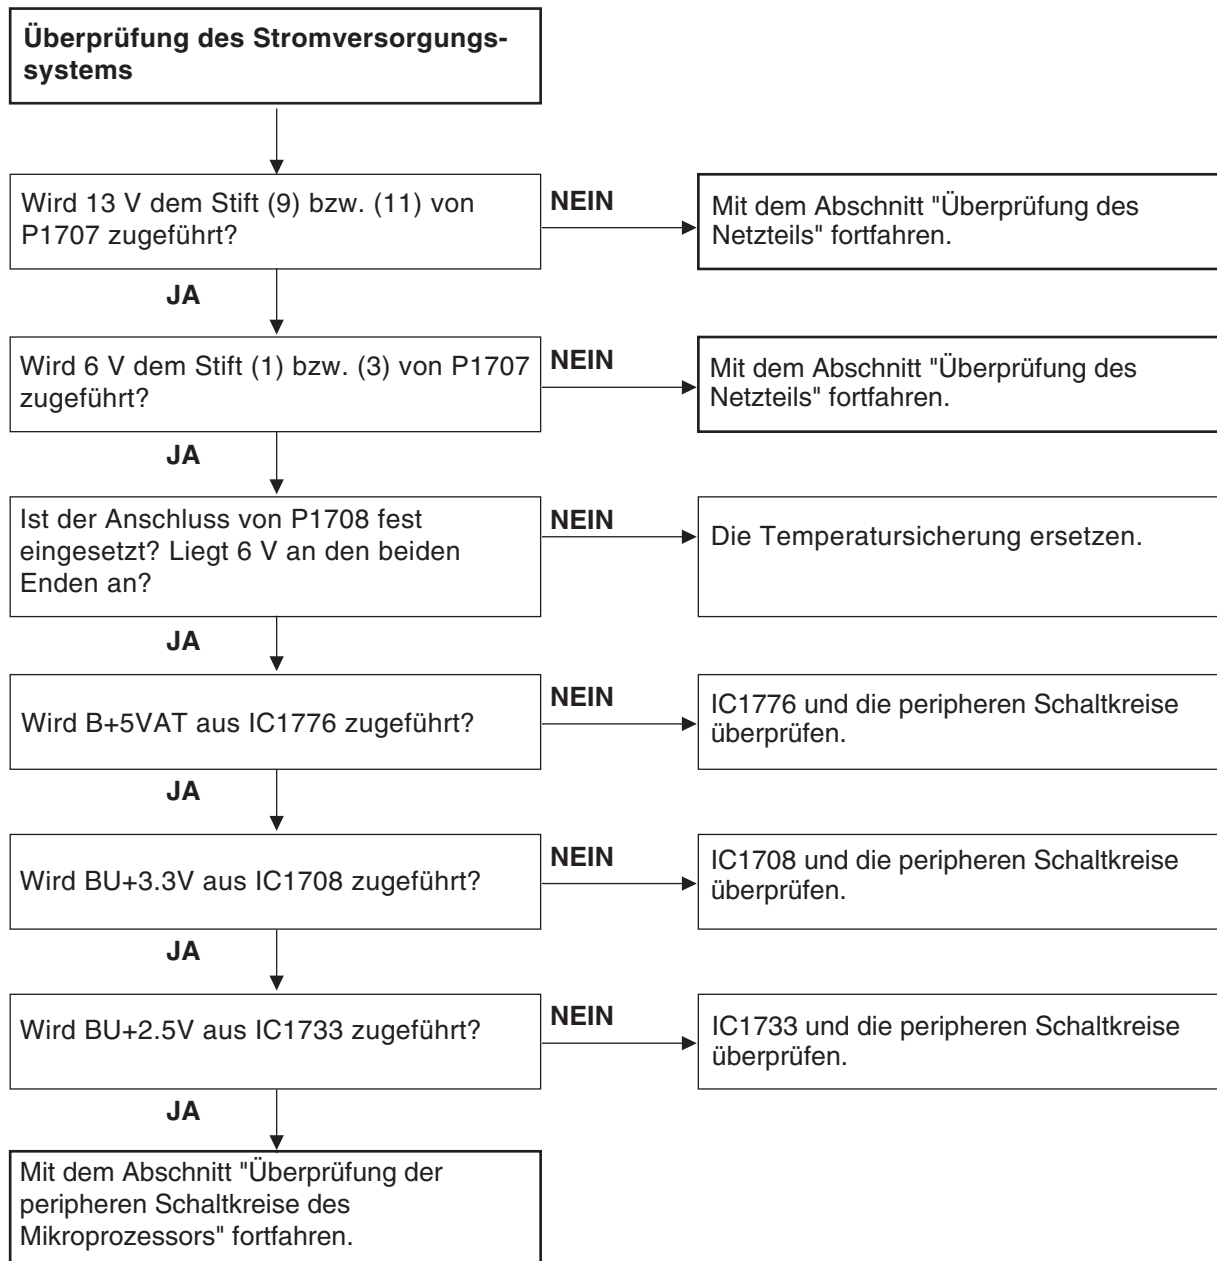 Überprüfung des Stromversorgungs-
systems
Wird 13 V dem Stift (9) bzw. (11) von
P1707 zugeführt?
NEIN
Mit dem Abschnitt "Überprüfung des
Netzteils" fortfahren.
JA
Wird 6 V dem Stift (1) bzw. (3) von P1707
zugeführt?
NEIN
Mit dem Abschnitt "Überprüfung des
Netzteils" fortfahren.
JA
Ist der Anschluss von P1708 fest
eingesetzt? Liegt 6 V an den beiden
Enden an?
NEIN
Die Temperatursicherung ersetzen.
JA
Wird B+5VAT aus IC1776 zugeführt?
NEIN
IC1776 und die peripheren Schaltkreise
überprüfen.
JA
Wird BU+3.3V aus IC1708 zugeführt?
NEIN
IC1708 und die peripheren Schaltkreise
überprüfen.
JA
Wird BU+2.5V aus IC1733 zugeführt?
NEIN
IC1733 und die peripheren Schaltkreise
überprüfen.
JA
Mit dem Abschnitt "Überprüfung der
peripheren Schaltkreise des
Mikroprozessors" fortfahren.